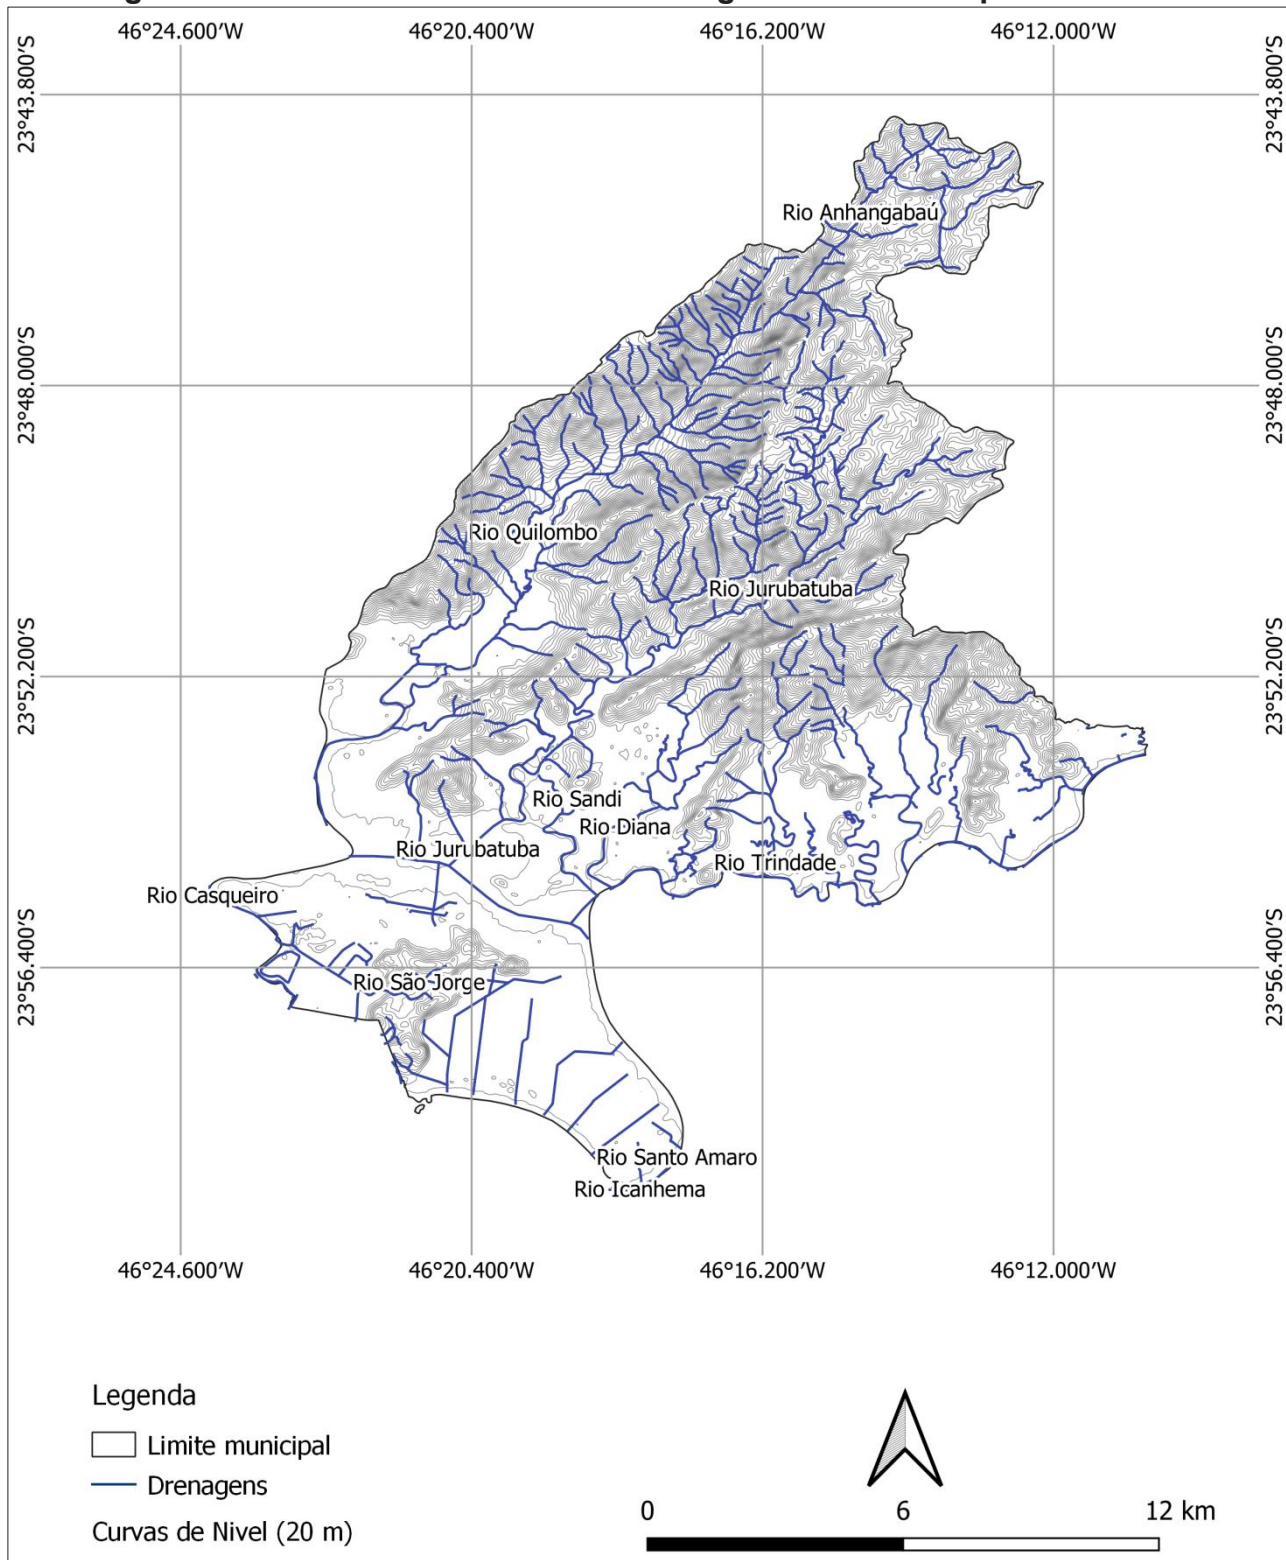 46°24.600′W 46°20.400′W 46°16.200′W 46°12.000′W
23°43.800′S 23°43.800′S
Rio Anhangabaú
23°48.000′S 23°48.000′S
Rio Quilombo
Rio Jurubatuba
23°52.200′S 23°52.200′S
Rio Sandi
Rio Diana
Rio Jurubatuba
Rio Trindade
Rio Casqueiro
23°56.400′S 23°56.400′S
Rio São Jorge
Rio Santo Amaro
Rio Icanhema
46°24.600′W 46°20.400′W 46°16.200′W 46°12.000′W
Legenda
Limite municipal
Drenagens
Curvas de Nivel (20 m)
0 6 12 km